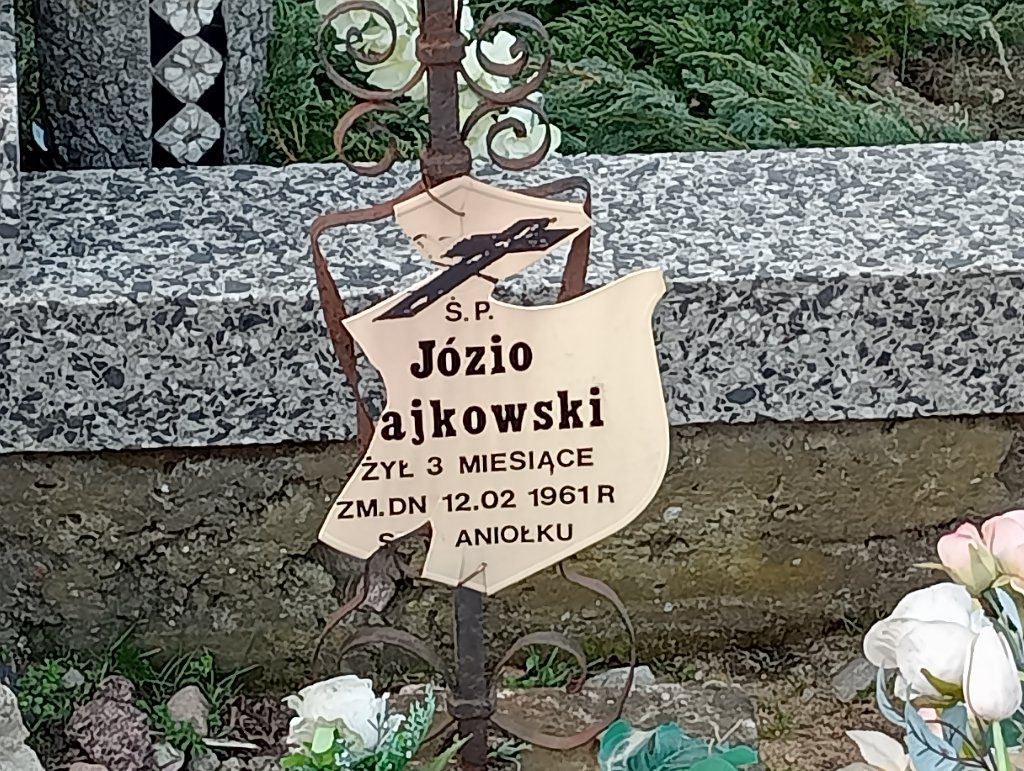 Ś.P.
Józio
ajkowski
ŻYŁ 3 MIESIĄCE
ZM.DN 12.02 1961 R
ANIOŁKU